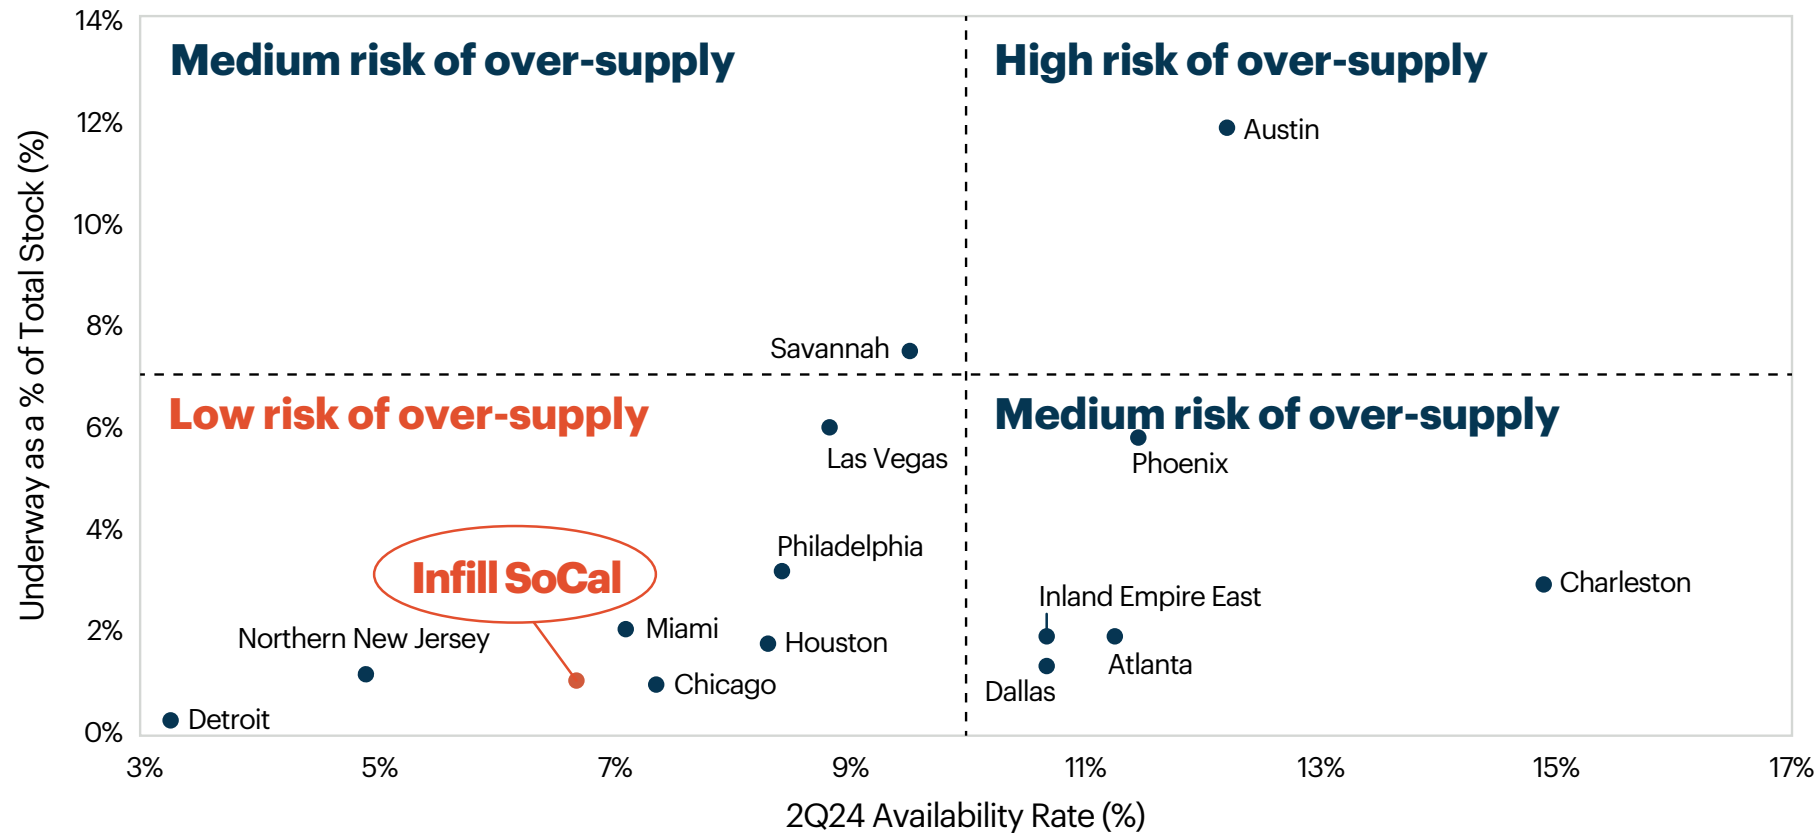 14%
Medium risk of over-supply
High risk of over-supply
12%
Austin
10%
8%
Savannah
Underway as a % of Total Stock (%)
Low risk of over-supply
Medium risk of over-supply
6%
Las Vegas
Phoenix
4%
Philadelphia
Infill SoCal
Charleston
Inland Empire East
2%
Northern New Jersey
Miami
Houston
Atlanta
Chicago
Dallas
Detroit
0%
3%
5%
7%
9%
11%
13%
15%
17%
2Q24 Availability Rate (%)